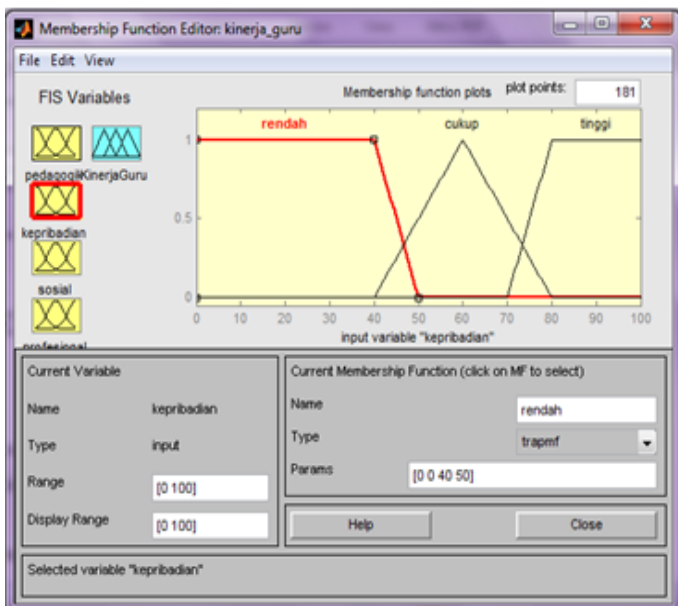 Membership Function Editor: kinerja_guru
File Edit View
FIS Variables
Membership function plots plot points: 181
rendah cukup tinggi
1
0.5
0
0 10 20 30 40 50 60 70 80 90 100
input variable "kepribadian"
pedagogik
KinerjaGuru
kepribadian
sosial
profesional
Current Variable
Name kepribadian
Type input
Range [0 100]
Display Range [0 100]
Current Membership Function (click on MF to select)
Name rendah
Type trapmf
Params [0 0 40 50]
Help Close
Selected variable "kepribadian"